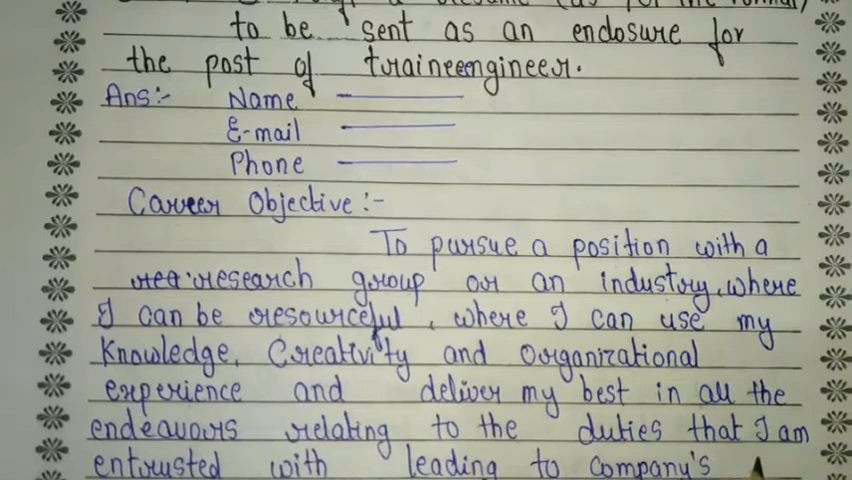 to be sent as an enclosure for
the post of traineeengineer.
Ans:- Name
E-mail
Phone
Career Objective :-
To pursue a position with a
research group or an industry, where
I can be resourceful, where I can use my
Knowledge, Creativity and Organizational
experience and deliver my best in all the
endeavours relating to the duties that I am
entrusted with leading to company's